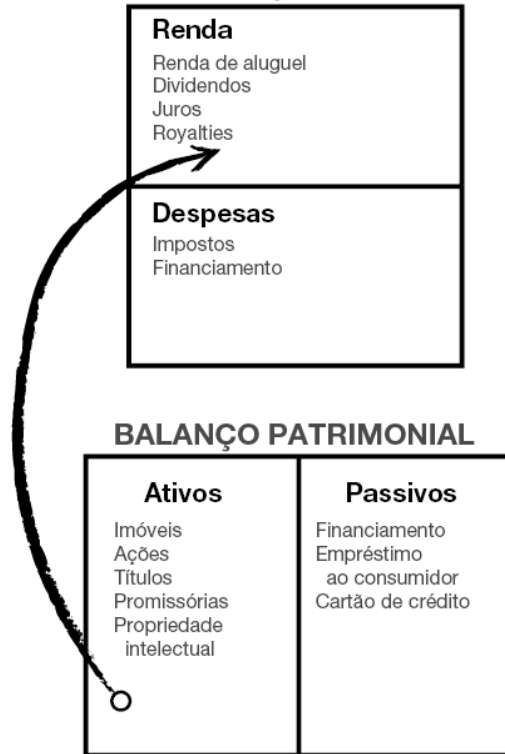 Renda
Renda de aluguel
Dividendos
Juros
Royalties
Despesas
Impostos
Financiamento
BALANÇO PATRIMONIAL
Ativos
Imóveis
Ações
Títulos
Promissórias
Propriedade
intelectual
Passivos
Financiamento
Empréstimo
ao consumidor
Cartão de crédito